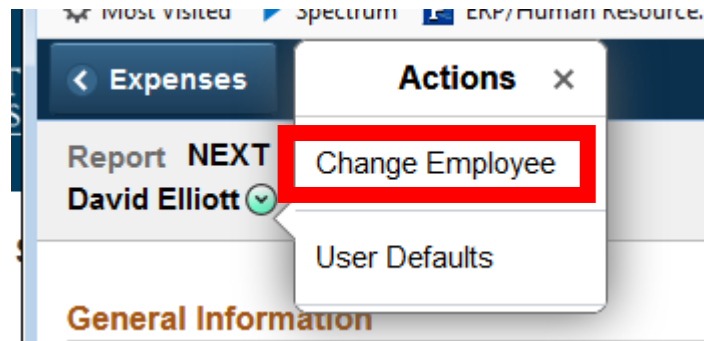 Most Visited Spectrum ERP/Human Resource.
Expenses
Actions ×
Report NEXT
Change Employee
David Elliott
User Defaults
General Information